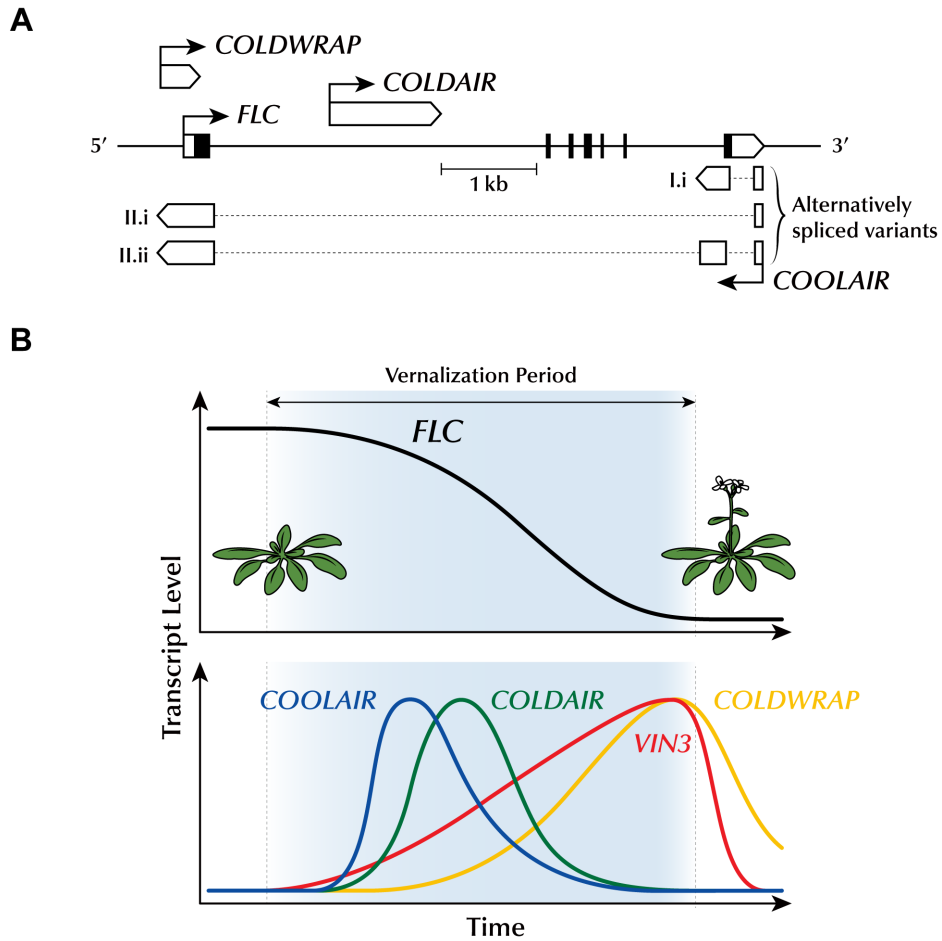 A
COLDWRAP
COLDAIR
FLC
5′
3′
1 kb
I.i
II.i
II.ii
Alternatively
spliced variants
COOLAIR
B
Vernalization Period
FLC
Transcript Level
COOLAIR
COLDAIR
COLDWRAP
VIN3
Time